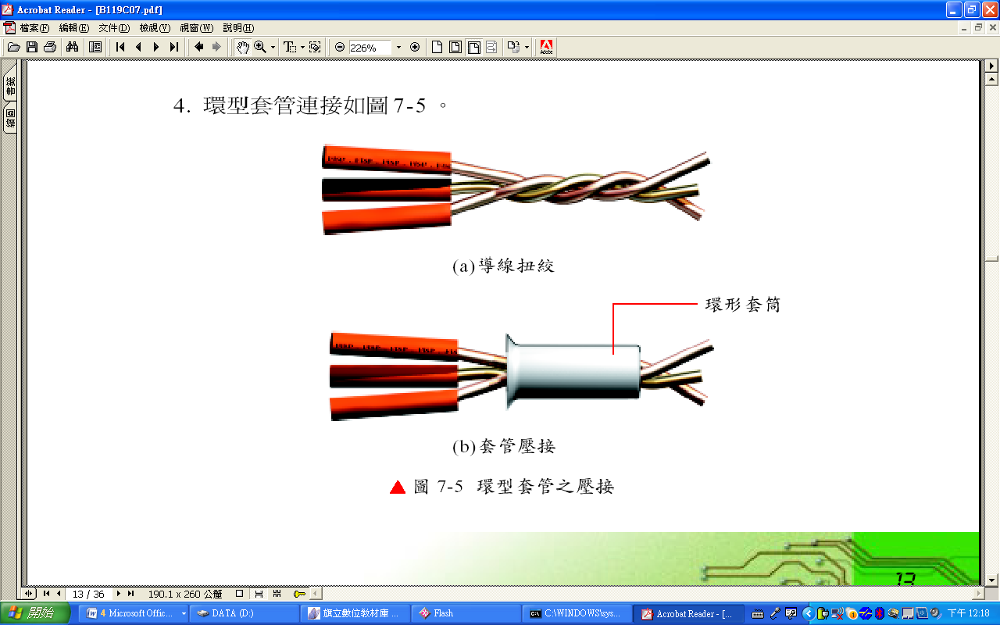 Acrobat Reader - [B119C07.pdf]
檔案(F) 編輯(E) 文件(D) 檢視(V) 視窗(W) 說明(H)
226%
Adobe
書籤
縮圖
4. 環型套管連接如圖 7-5 。
(a)導線扭絞
環形套筒
(b)套管壓接
▲ 圖 7-5 環型套管之壓接
13
13 / 36 190.1 x 260 公釐
開始 4 Microsoft Offic... DATA (D:) 旗立數位教材庫 ... Flash C:\WINDOWS\sys... Acrobat Reader - [... 下午 12:18